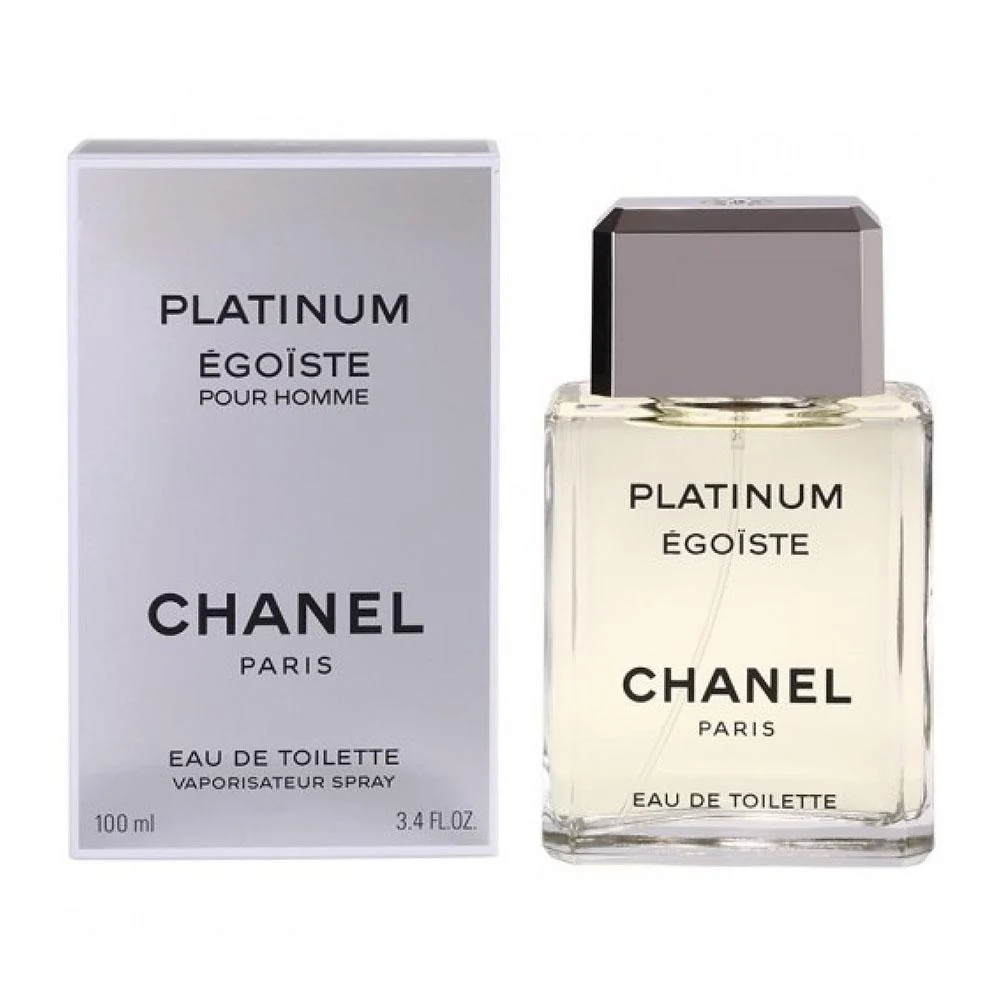 PLATINUM
ÉGOÏSTE
POUR HOMME
CHANEL
PARIS
EAU DE TOILETTE
VAPORISATEUR SPRAY
100 ml
3.4 FL.OZ.
PLATINUM
ÉGOÏSTE
CHANEL
PARIS
EAU DE TOILETTE